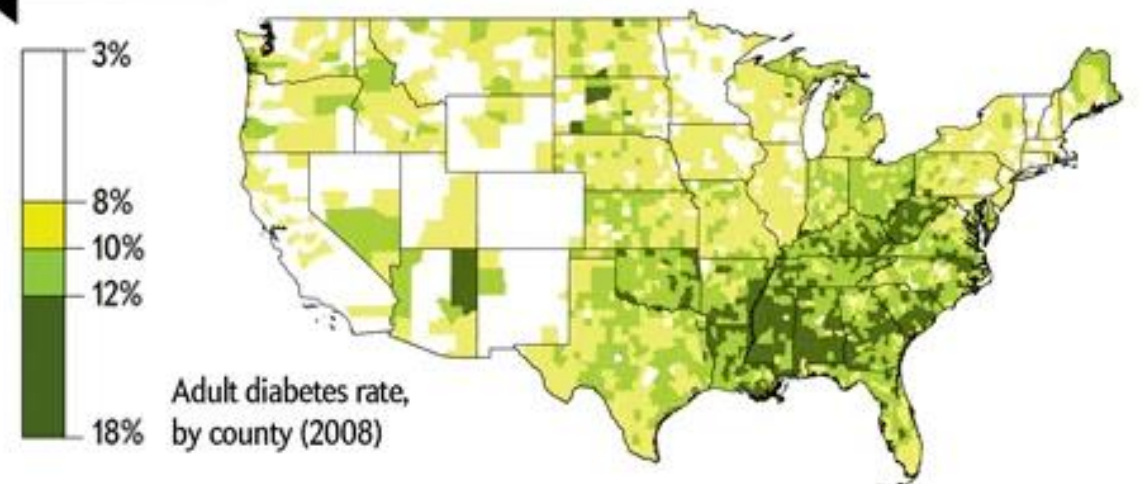 3%
8%
10%
12%
18%
Adult diabetes rate,
by county (2008)